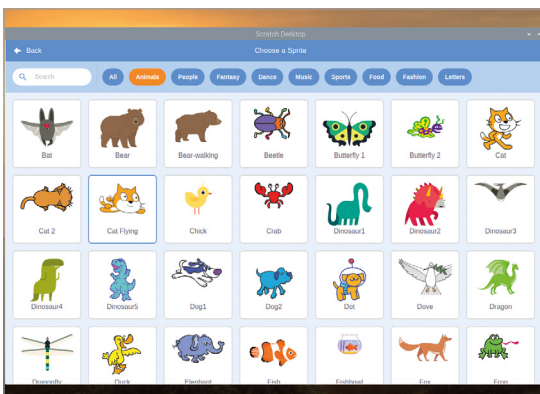 Scratch Desktop
Back
Choose a Sprite
Search
All
Animals
People
Fantasy
Dance
Music
Sports
Food
Fashion
Letters
Bat
Bear
Bear-walking
Beetle
Butterfly 1
Butterfly 2
Cat
Cat 2
Cat Flying
Chick
Crab
Dinosaur1
Dinosaur2
Dinosaur3
Dinosaur4
Dinosaur5
Dog1
Dog2
Dot
Dove
Dragon
Dragonfly
Duck
Elephant
Fish
Fishbowl
Fox
Frog